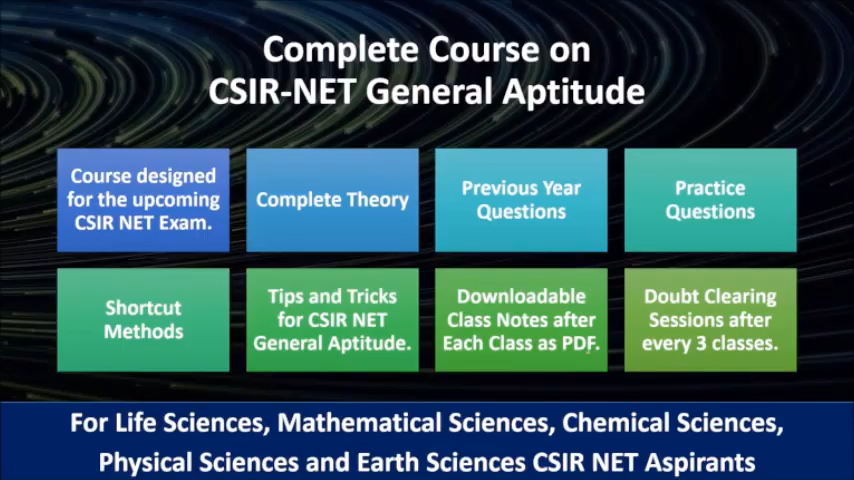 Complete Course on
CSIR-NET General Aptitude
Course designed
for the upcoming
CSIR NET Exam.
Complete Theory
Previous Year
Questions
Practice
Questions
Shortcut
Methods
Tips and Tricks
for CSIR NET
General Aptitude.
Downloadable
Class Notes after
Each Class as PDF.
Doubt Clearing
Sessions after
every 3 classes.
For Life Sciences, Mathematical Sciences, Chemical Sciences,
Physical Sciences and Earth Sciences CSIR NET Aspirants